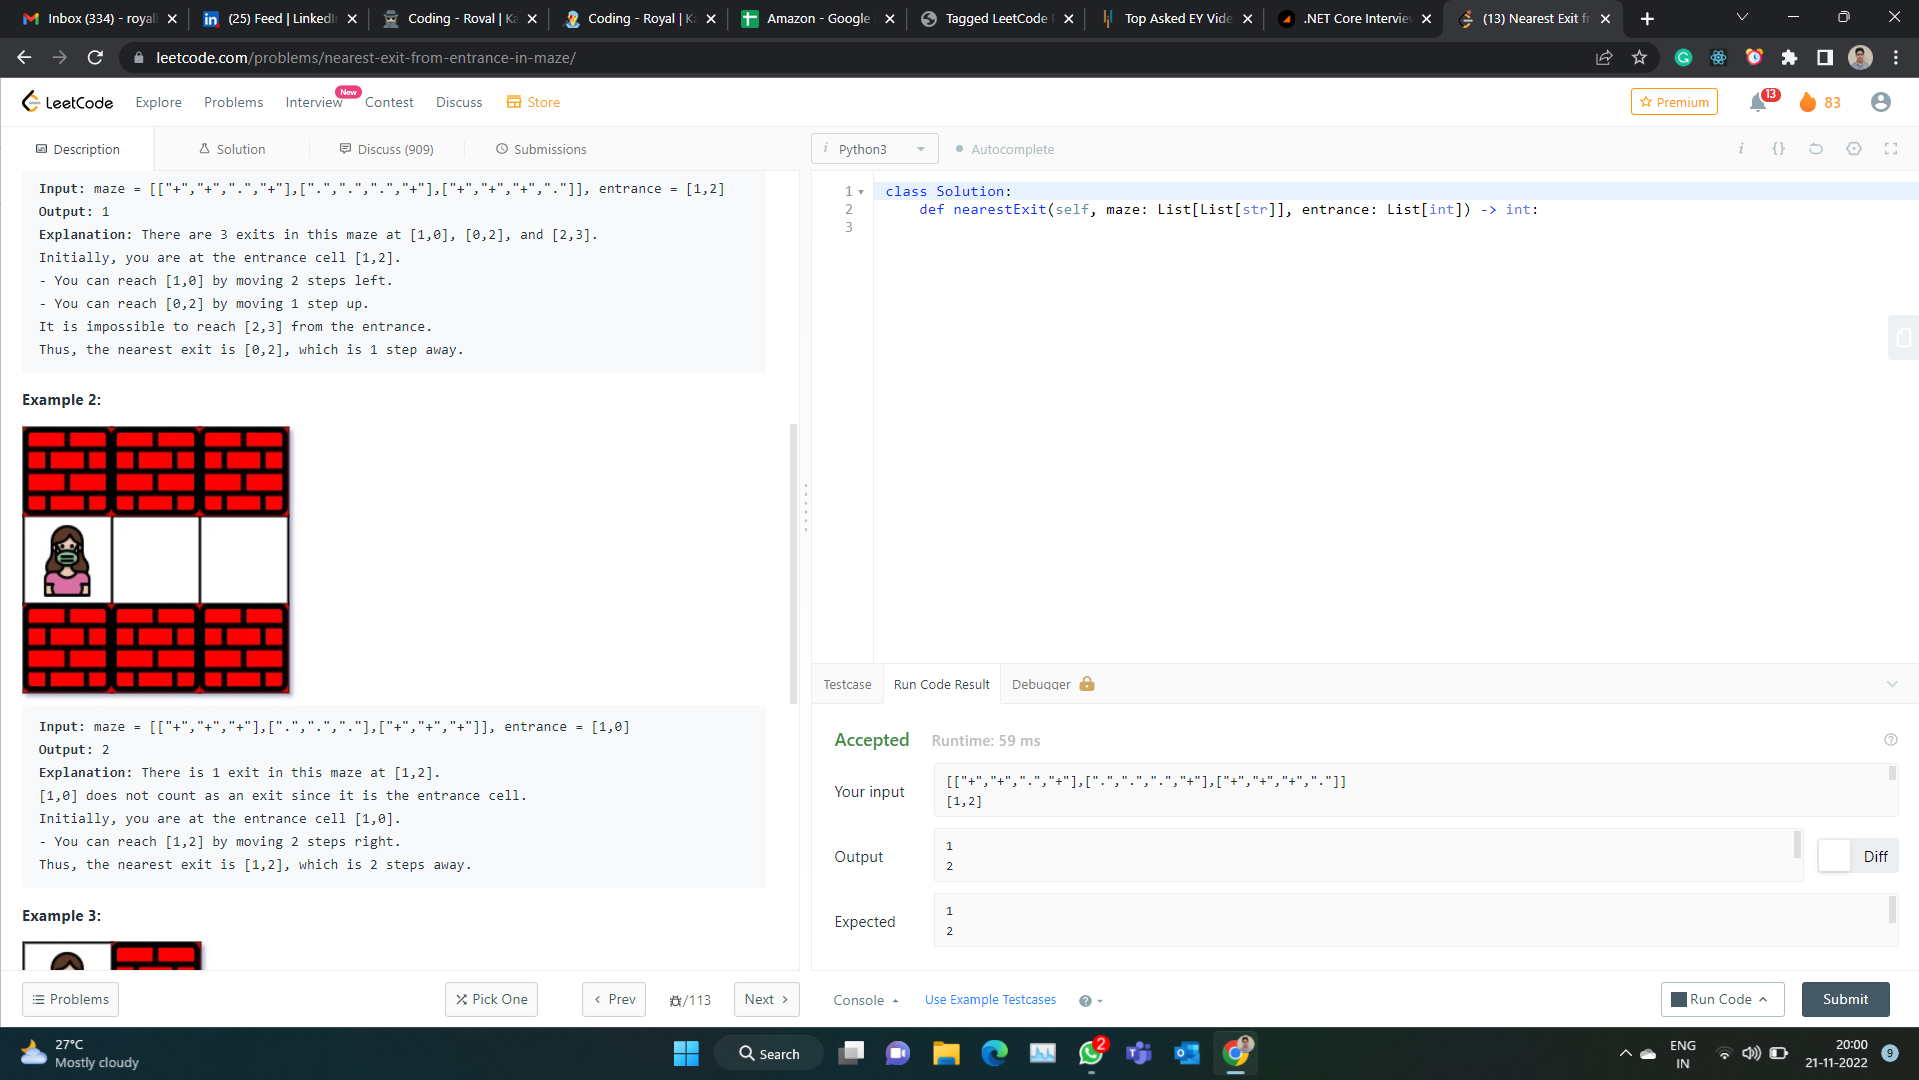 Inbox (334) - royal
(25) Feed | LinkedI
Coding - Royal | Ka
Coding - Royal | Ka
Amazon - Google
Tagged LeetCode
Top Asked EY Vide
.NET Core Intervie
(13) Nearest Exit fr
leetcode.com/problems/nearest-exit-from-entrance-in-maze/
LeetCode
Explore
Problems
Interview
New
Contest
Discuss
Store
Premium
13
83
Description
Solution
Discuss (909)
Submissions
Input: maze = [["+","+",".","+"],[".",".",".","+"],["+","+","+","."]], entrance = [1,2]
Output: 1
Explanation: There are 3 exits in this maze at [1,0], [0,2], and [2,3].
Initially, you are at the entrance cell [1,2].
- You can reach [1,0] by moving 2 steps left.
- You can reach [0,2] by moving 1 step up.
It is impossible to reach [2,3] from the entrance.
Thus, the nearest exit is [0,2], which is 1 step away.
Example 2:
Input: maze = [["+","+","+"],[".",".","."],["+","+","+"]], entrance = [1,0]
Output: 2
Explanation: There is 1 exit in this maze at [1,2].
[1,0] does not count as an exit since it is the entrance cell.
Initially, you are at the entrance cell [1,0].
- You can reach [1,2] by moving 2 steps right.
Thus, the nearest exit is [1,2], which is 2 steps away.
Example 3:
Problems
Pick One
Prev
/113
Next
i Python3
Autocomplete
i {}
1 class Solution:
2 def nearestExit(self, maze: List[List[str]], entrance: List[int]) -> int:
3
Testcase
Run Code Result
Debugger
Accepted
Runtime: 59 ms
Your input
[["+","+",".","+"],[".",".",".","+"],["+","+","+","."]]
[1,2]
Output
1
2
Diff
Expected
1
2
Console
Use Example Testcases
Run Code
Submit
27°C
Mostly cloudy
Search
2
ENG
IN
20:00
21-11-2022
9